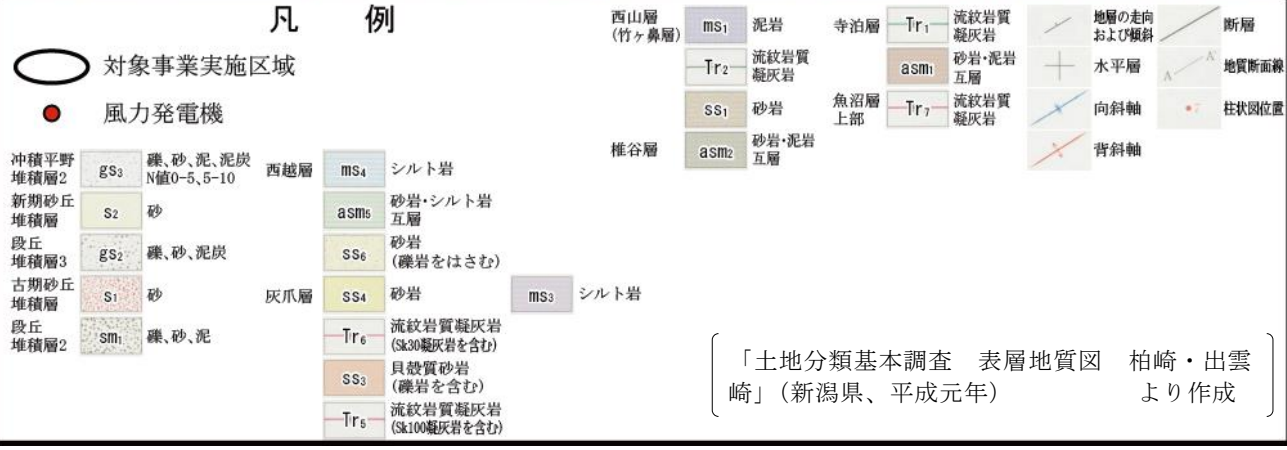 凡　例
対象事業実施区域
風力発電機
冲積平野
堆積層2
gs3
礫、砂、泥、泥炭
N値0-5、5-10
新期砂丘
堆積層
s2
砂
段丘
堆積層3
gs2
礫、砂、泥炭
古期砂丘
堆積層
s1
砂
段丘
堆積層2
sm1
礫、砂、泥
西越層
ms4
シルト岩
asm5
砂岩・シルト岩
互層
ss6
砂岩
(礫岩をはさむ)
灰爪層
ss4
砂岩
Tr6
流紋岩質凝灰岩
(Sk30凝灰岩を含む)
ss3
貝殻質砂岩
(礫岩を含む)
Tr5
流紋岩質凝灰岩
(Sk100凝灰岩を含む)
ms3
シルト岩
西山層
(竹ヶ鼻層)
ms1
泥岩
Tr2
流紋岩質
凝灰岩
ss1
砂岩
椎谷層
asm2
砂岩・泥岩
互層
寺泊層
Tr1
流紋岩質
凝灰岩
asm1
砂岩・泥岩
互層
魚沼層
上部
Tr7
流紋岩質
凝灰岩
地層の走向
および傾斜
水平層
向斜軸
背斜軸
断層
A A'
地質断面線
7
柱状図位置
「土地分類基本調査　表層地質図　柏崎・出雲
崎」(新潟県、平成元年)　より作成